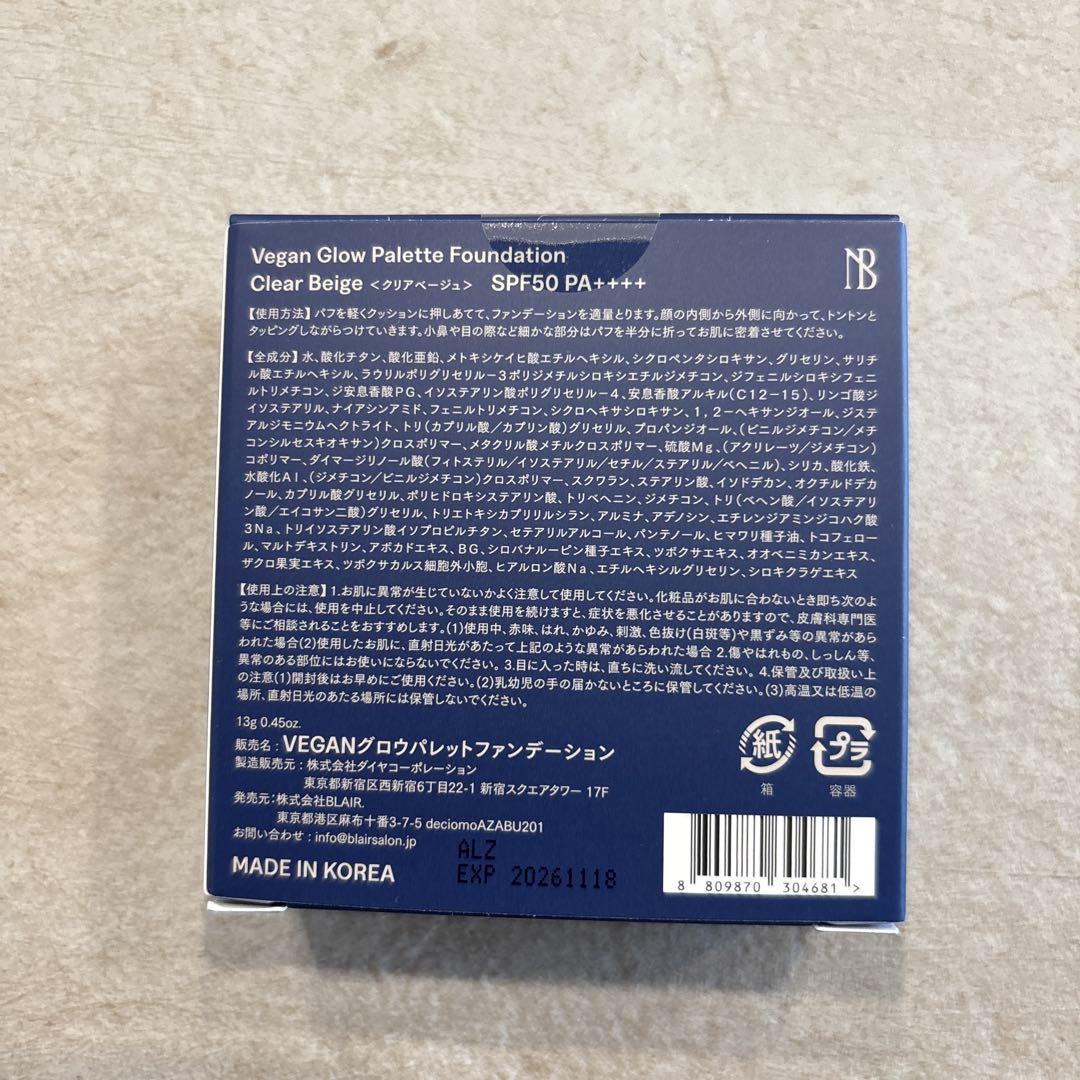 Vegan Glow Palette Foundation
Clear Beige <クリアベージュ> SPF50 PA++++
NB
【使用方法】パフを軽くクッションに押しあてて、ファンデーションを適量とります。顔の内側から外側に向かって、トントンと
タッピングしながらつけていきます。小鼻や目の際など細かな部分はパフを半分に折ってお肌に密着させてください。
【全成分】水、酸化チタン、酸化亜鉛、メトキシケイヒ酸エチルヘキシル、シクロペンタシロキサン、グリセリン、サリチ
ル酸エチルヘキシル、ラウリルポリグリセリル－3ポリジメチルシロキシエチルジメチコン、ジフェニルシロキシフェニ
ルトリメチコン、ジ安息香酸PG、イソステアリン酸ポリグリセリル－4、安息香酸アルキル(C12-15)、リンゴ酸ジ
イソステアリル、ナイアシンアミド、フェニルトリメチコン、シクロヘキサシロキサン、1，2－ヘキサンジオール、ジステ
アルジモニウムヘクトライト、トリ(カプリル酸／カプリン酸)グリセリル、プロパンジオール、(ビニルジメチコン／メチ
コンシルセスキオキサン)クロスポリマー、メタクリル酸メチルクロスポリマー、硫酸Mg、(アクリレーツ／ジメチコン)
コポリマー、ダイマージリノール酸(フィトステリル／イソステアリル／セチル／ステアリル／ベヘニル)、シリカ、酸化鉄、
水酸化Al、(ジメチコン／ビニルジメチコン)クロスポリマー、スクワラン、ステアリン酸、イソドデカン、オクチルドデカ
ノール、カプリル酸グリセリル、ポリヒドロキシステアリン酸、トリベヘニン、ジメチコン、トリ(ベヘン酸／イソステアリ
ン酸／エイコサン二酸)グリセリル、トリエトキシカプリリルシラン、アルミナ、アデノシン、エチレンジアミンジコハク酸
3Na、トリイソステアリン酸イソプロピルチタン、セテアリルアルコール、パンテノール、ヒマワリ種子油、トコフェロー
ル、マルトデキストリン、アボカドエキス、BG、シロバナルーピン種子エキス、ツボクサエキス、オオベニミカンエキス、
ザクロ果実エキス、ツボクサカルス細胞外小胞、ヒアルロン酸Na、エチルヘキシルグリセリン、シロキクラゲエキス
【使用上の注意】1.お肌に異常が生じていないかよく注意して使用してください。化粧品がお肌に合わないとき即ち次のよ
うな場合には、使用を中止してください。そのまま使用を続けますと、症状を悪化させることがありますので、皮膚科専門医
等にご相談されることをおすすめします。(1)使用中、赤味、はれ、かゆみ、刺激、色抜け(白斑等)や黒ずみ等の異常があら
われた場合(2)使用したお肌に、直射日光があたって上記のような異常があらわれた場合 2.傷やはれもの、しっしん等、
異常のある部位にはお使いにならないでください。 3.目に入った時は、直ちに洗い流してください。 4.保管及び取扱い上
の注意(1)開封後はお早めにご使用ください。(2)乳幼児の手の届かないところに保管してください。(3)高温又は低温の
場所、直射日光のあたる場所には保管しないでください。
13g 0.45oz.
販売名：VEGANグロウパレットファンデーション
製造販売元：株式会社ダイヤコーポレーション
東京都新宿区西新宿6丁目22-1 新宿スクエアタワー 17F
発売元：株式会社BLAIR.
東京都港区麻布十番3-7-5 deciomoAZABU201
お問い合わせ：info@blairsalon.jp
MADE IN KOREA
ALZ
EXP 20261118
紙
箱
プラ
容器
8 809870 304681 >